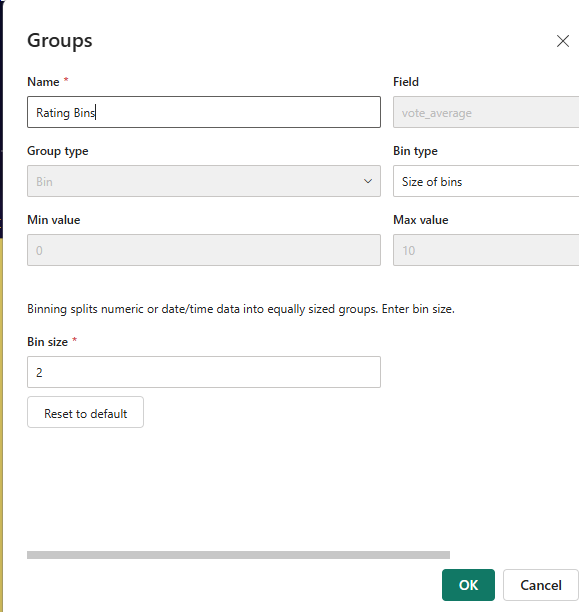 Groups
Name *
Field
Rating Bins
vote_average
Group type
Bin type
Bin
Size of bins
Min value
Max value
0
10
Binning splits numeric or date/time data into equally sized groups. Enter bin size.
Bin size *
2
Reset to default
OK
Cancel